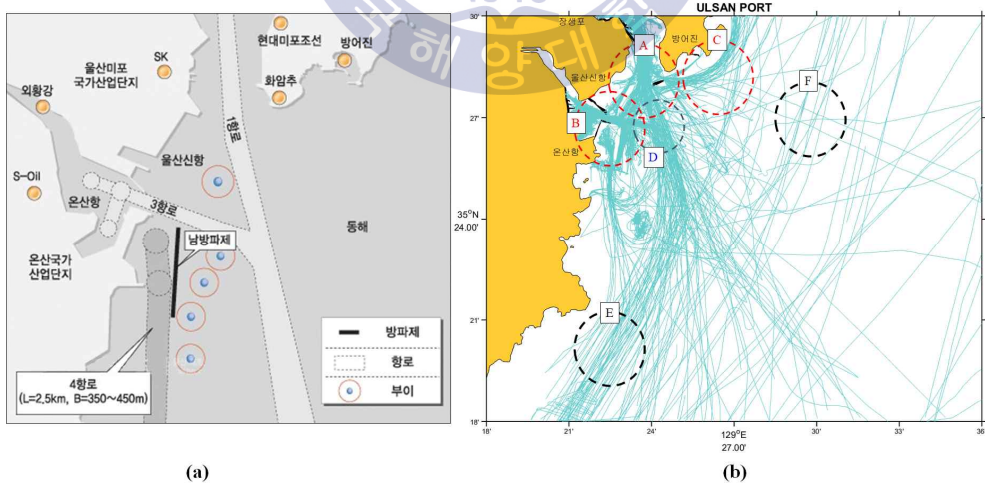 현대미포조선
방어진
SK
울산미포
국가산업단지
화암추
외황강
1항로
울산신항
S-Oil
온산항
3항로
동해
남방파제
온산국가
산업단지
방파제
항로
부이
4항로
(L=2.5km, B=350~450m)
(a)
해양대
ULSAN PORT
30'
27'
35°N
24.00'
21'
18'
18'
21'
24'
129°E
27.00'
30'
33'
36'
장생포
방어진
울산신항
온산항
A
B
C
D
E
F
(b)